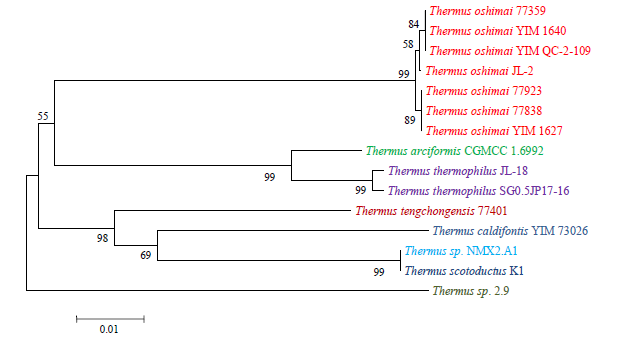 Thermus oshimai 77359
84
Thermus oshimai YIM 1640
58
Thermus oshimai YIM QC-2-109
99
Thermus oshimai JL-2
Thermus oshimai 77923
Thermus oshimai 77838
89
Thermus oshimai YIM 1627
55
Thermus arciformis CGMCC 1.6992
99
Thermus thermophilus JL-18
99
Thermus thermophilus SG0.5JP17-16
Thermus tengchongensis 77401
98
Thermus caldifontis YIM 73026
69
Thermus sp. NMX2.A1
99
Thermus scotoductus K1
Thermus sp. 2.9
0.01